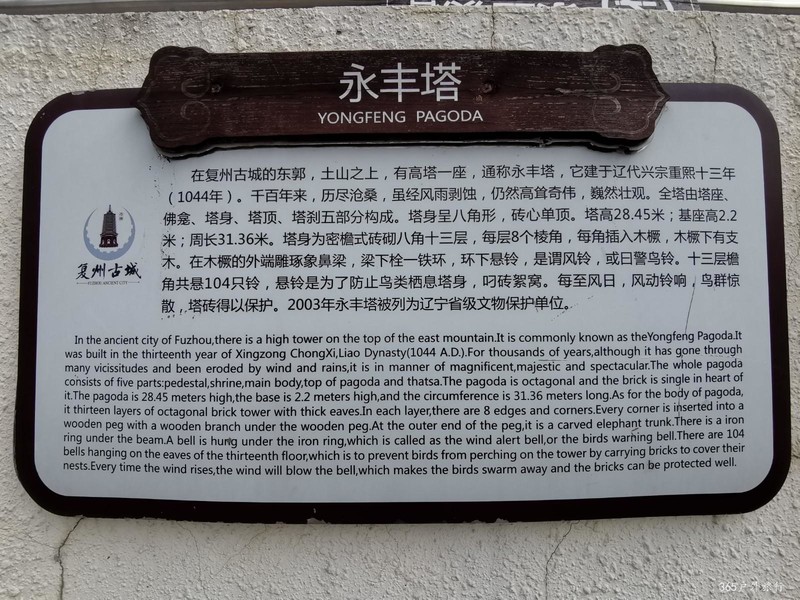 永丰塔
YONGFENG PAGODA
在复州古城的东郭，土山之上，有高塔一座，通称永丰塔，它建于辽代兴宗重熙十三年
（1044年）。千百年来，历尽沧桑，虽经风雨剥蚀，仍然高耸奇伟，巍然壮观。全塔由塔座、
佛龛、塔身、塔顶、塔刹五部分构成。塔身呈八角形，砖心单顶。塔高28.45米；基座高2.2
米；周长31.36米。塔身为密檐式砖砌八角十三层，每层8个棱角，每角插入木橛，木橛下有支
木。在木橛的外端雕琢象鼻梁，梁下栓一铁环，环下悬铃，是谓风铃，或曰警鸟铃。十三层檐
角共悬104只铃，悬铃是为了防止鸟类栖息塔身，叼砖絮窝。每至风日，风动铃响，鸟群惊
散，塔砖得以保护。2003年永丰塔被列为辽宁省级文物保护单位。
复州古城
FUZHOU ANCIENT CITY
In the ancient city of Fuzhou,there is a high tower on the top of the east mountain.It is commonly known as theYongfeng Pagoda.It
was built in the thirteenth year of Xingzong ChongXi,Liao Dynasty(1044 A.D.).For thousands of years,although it has gone through
many vicissitudes and been eroded by wind and rains,it is in manner of magnificent,majestic and spectacular.The whole pagoda
consists of five parts:pedestal,shrine,main body,top of pagoda and thatsa.The pagoda is octagonal and the brick is single in heart of
it.The pagoda is 28.45 meters high,the base is 2.2 meters high,and the circumference is 31.36 meters long.As for the body of pagoda,
it thirteen layers of octagonal brick tower with thick eaves.In each layer,there are 8 edges and corners.Every corner is inserted into a
wooden peg with a wooden branch under the wooden peg.At the outer end of the peg,it is a carved elephant trunk.There is a iron
ring under the beam.A bell is hung under the iron ring,which is called as the wind alert bell,or the birds warning bell.There are 104
bells hanging on the eaves of the thirteenth floor,which is to prevent birds from perching on the tower by carrying bricks to cover their
nests.Every time the wind rises,the wind will blow the bell,which makes the birds swarm away and the bricks can be protected well.